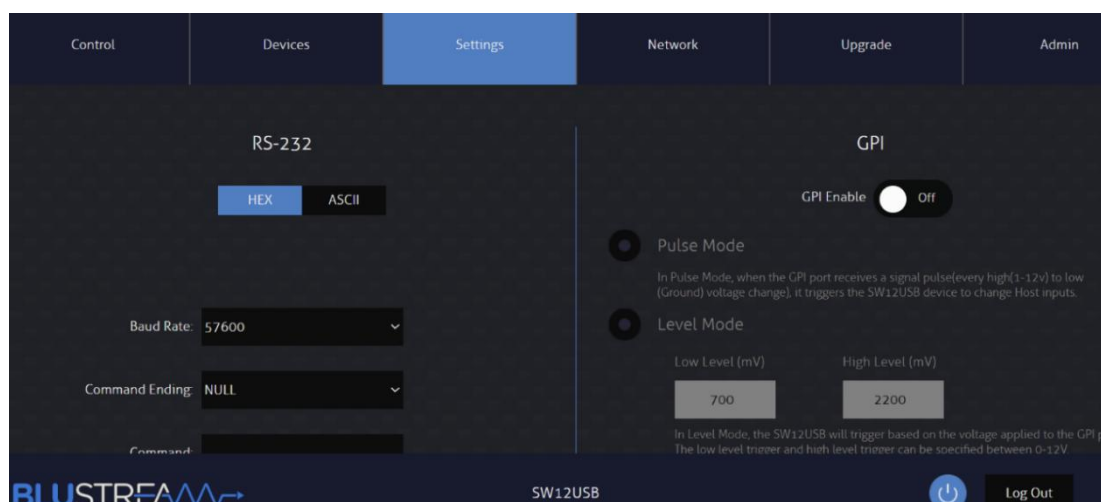 Control Devices Settings Network Upgrade Admin
RS-232
HEX ASCII
Baud Rate: 57600
Command Ending: NULL
Command:
GPI
GPI Enable Off
Pulse Mode
In Pulse Mode, when the GPI port receives a signal pulse(every high(1-12v) to low
(Ground) voltage change), it triggers the SW12USB device to change Host inputs.
Level Mode
Low Level (mV) High Level (mV)
700 2200
In Level Mode, the SW12USB will trigger based on the voltage applied to the GPI
The low level trigger and high level trigger can be specified between 0-12V
BLUSTREAM SW12USB Log Out